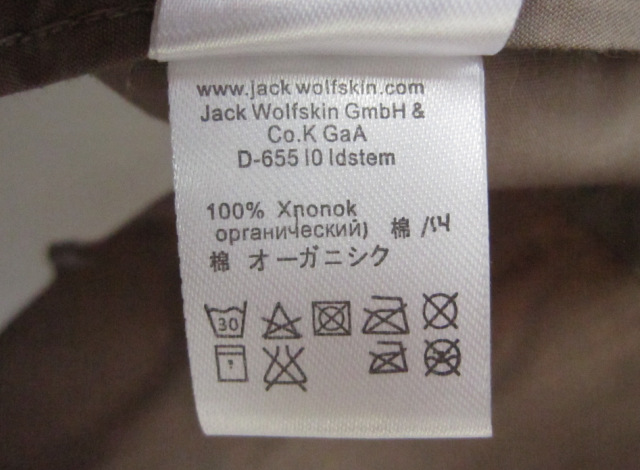 www.jack wolfskin.com
Jack Wolfskin GmbH &
Co.K GaA
D-655 I0 Idstem
100% Xnonok
органический) 棉
棉 オーガニシク
30